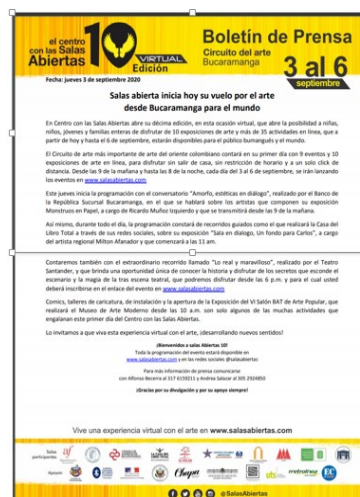 el centro
con las Salas
Abiertas
10
VIRTUAL
Edición
Boletín de Prensa
Circuito del arte
Bucaramanga
3 al 6
septiembre
Fecha: jueves 3 de septiembre 2020
Salas abierta inicia hoy su vuelo por el arte
desde Bucaramanga para el mundo
En Centro con las Salas Abiertas abre su décima edición, en esta ocasión virtual, que abre la posibilidad a niñas,
niños, jóvenes y familias enteras de disfrutar de 10 exposiciones de arte y más de 35 actividades en línea, que a
partir de hoy y hasta el 6 de septiembre, estarán disponibles para el público bumangués y el mundo.
El Circuito de arte más importante de arte del oriente colombiano contará en su primer día con 9 eventos y 10
exposiciones de arte en línea, para disfrutar sin salir de casa, sin restricción de horario y a un solo click de
distancia. Desde las 9 de la mañana y hasta las 8 de la noche, cada día del 3 al 6 de septiembre, se irán lanzando
los eventos en www.salasabiertas.com
Este jueves inicia la programación con el conversatorio "Amorfo, estéticas en diálogo", realizado por el Banco de
la República Sucursal Bucaramanga, en el que se hablará sobre los artistas que componen su exposición
Monstruos en Papel, a cargo de Ricardo Muñoz Izquierdo y que se transmitirá desde las 9 de la mañana.
Así mismo, durante todo el día, la programación constará de recorridos guiados como el que realizará la Casa del
Libro Total a través de sus redes sociales, sobre su exposición "Sala en dialogo, Un fondo para Carlos", a cargo
del artista regional Milton Afanador y que comenzará a las 11 am.
Contaremos también con el extraordinario recorrido llamado "Lo real y maravilloso", realizado por el Teatro
Santander, y que brinda una oportunidad única de conocer la historia y disfrutar de los secretos que esconde el
escenario y la magia de la tras escena teatral, que podremos disfrutar desde las 6 p.m. y para el cual usted
deberá inscribirse en el enlace del evento en www.salasabiertas.com
Comics, talleres de caricatura, de instalación y la apertura de la Exposición del VI Salón BAT de Arte Popular, que
realizará el Museo de Arte Moderno desde las 10 a.m. son solo algunos de las muchas actividades que
engalanan este primer día del Centro con las Salas Abiertas.
Lo invitamos a que viva esta experiencia virtual con el arte, ¡desarrollando nuevos sentidos!
¡Bienvenidos a salas Abiertas 10!
Toda la programación del evento estará disponible en
www.salasabiertas.com y en las redes sociales @salasabiertas
Para más información de prensa comunicarse
con Alfonso Becerra al 317 6159211 y Andrea Salazar al 305 2924850
¡Gracias por su divulgación y por su apoyo siempre!
Vive una experiencia virtual con el arte en www.salasabiertas.com
Salas
participantes
Apoyan
Chepa
metrolínea
EC
@SalasAbiertas